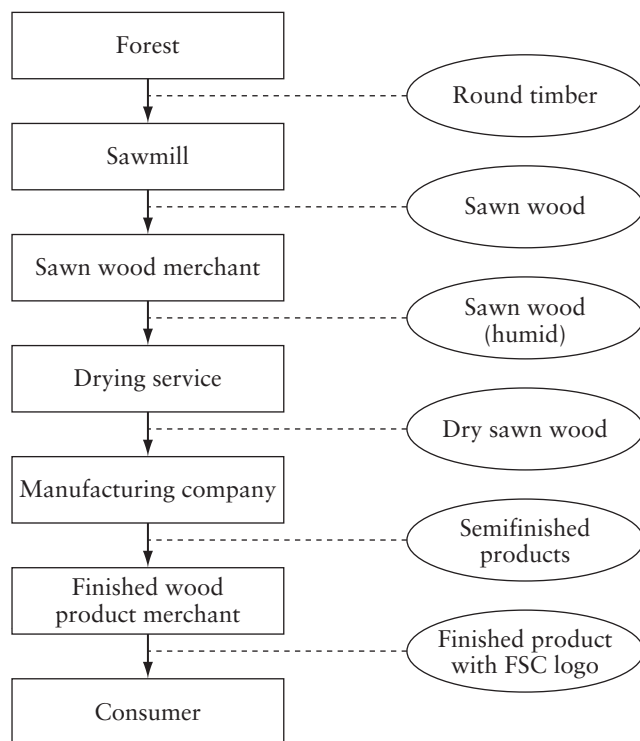 Forest
Round timber
Sawmill
Sawn wood
Sawn wood merchant
Sawn wood
(humid)
Drying service
Dry sawn wood
Manufacturing company
Semifinished
products
Finished wood
product merchant
Finished product
with FSC logo
Consumer